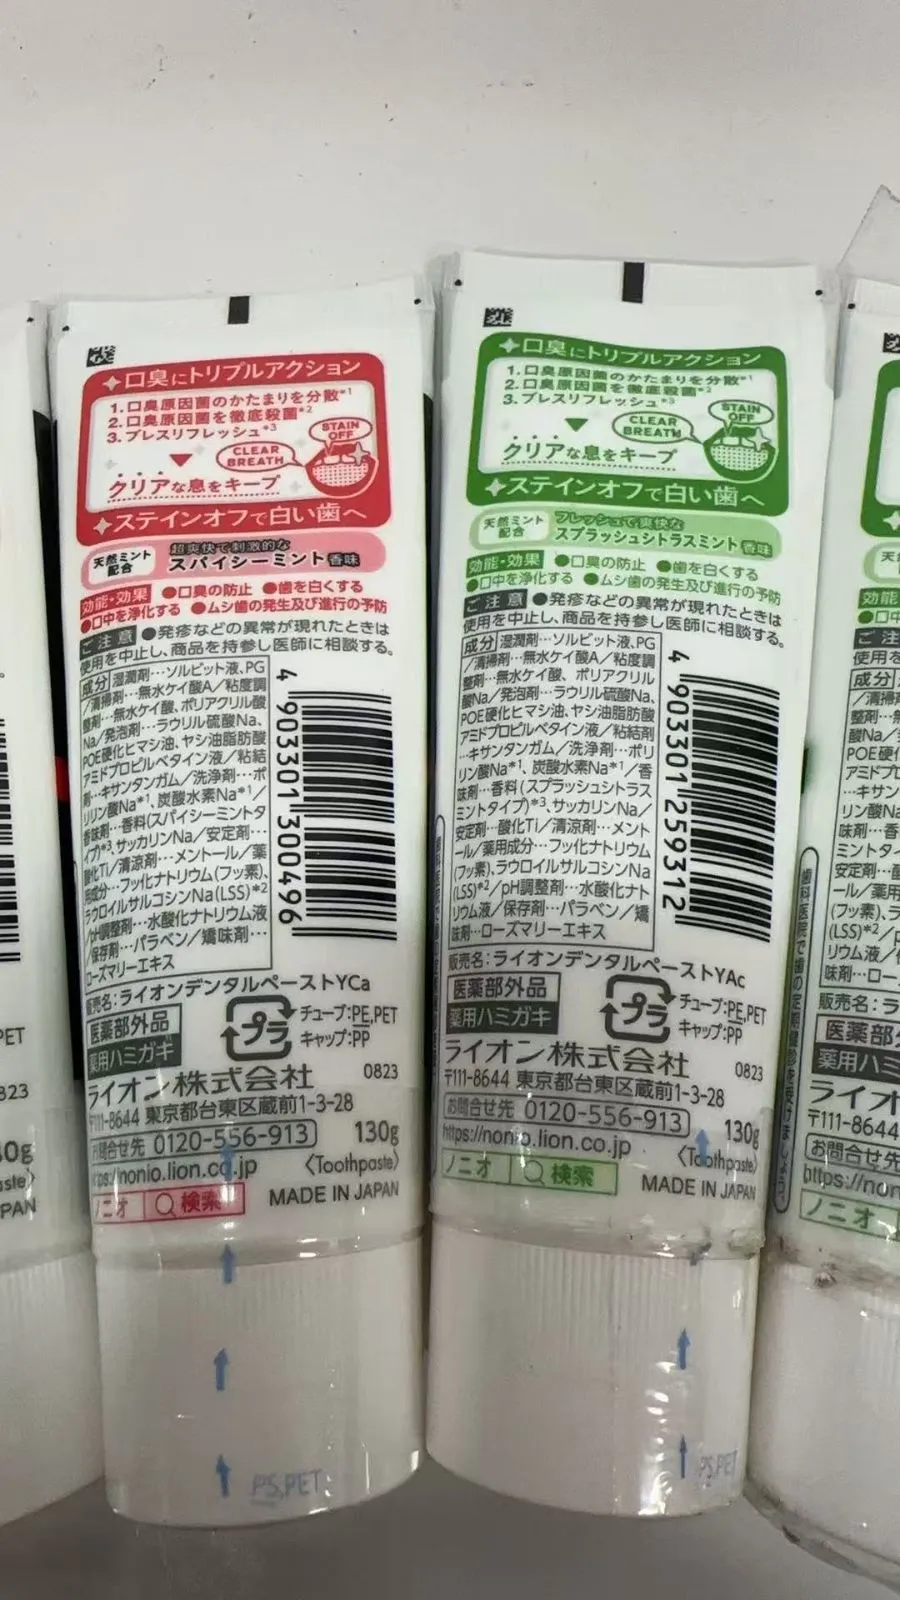 口臭にトリプルアクション
1. 口臭原因菌のかたまりを分散*1
2. 口臭原因菌を徹底殺菌*2
3. ブレスリフレッシュ*3
STAIN OFF
CLEAR BREATH
クリアな息をキープ
ステインオフで白い歯へ
天然ミント配合
超爽快で刺激的な
スパイシーミント香味
効能・効果 ●口臭の防止 ●歯を白くする
●口中を浄化する ●ムシ歯の発生及び進行の予防
ご注意 ●発疹などの異常が現れたときは
使用を中止し、商品を持参し医師に相談する。
成分 湿潤剤…ソルビット液、PG
/清掃剤…無水ケイ酸A/粘度調
整剤…無水ケイ酸、ポリアクリル酸
Na/発泡剤…ラウリル硫酸Na、
POE硬化ヒマシ油、ヤシ油脂肪酸
アミドプロピルベタイン液/粘結
剤…キサンタンガム/洗浄剤…ポ
リリン酸Na*1、炭酸水素Na*1/
香味剤…香料(スパイシーミントタ
イプ)*3、サッカリンNa/安定剤…
酸化Ti/清涼剤…メントール/薬
用成分…フッ化ナトリウム(フッ素)、
ラウロイルサルコシンNa(LSS)*2
/pH調整剤…水酸化ナトリウム液
/保存剤…パラベン/矯味剤…
ローズマリーエキス
4 903301 300496
販売名:ライオンデンタルペーストYCa
医薬部外品
薬用ハミガキ
プラ
チューブ:PE,PET
キャップ:PP
ライオン株式会社 0823
〒111-8644 東京都台東区蔵前1-3-28
お問合せ先 0120-556-913
130g
https://nonio.lion.co.jp
〈Toothpaste〉
ノニオ 検索
MADE IN JAPAN
PS,PET
口臭にトリプルアクション
1. 口臭原因菌のかたまりを分散*1
2. 口臭原因菌を徹底殺菌*2
3. ブレスリフレッシュ*3
STAIN OFF
CLEAR BREATH
クリアな息をキープ
ステインオフで白い歯へ
天然ミント配合
フレッシュで爽快な
スプラッシュシトラスミント香味
効能・効果 ●口臭の防止 ●歯を白くする
●口中を浄化する ●ムシ歯の発生及び進行の予防
ご注意 ●発疹などの異常が現れたときは
使用を中止し、商品を持参し医師に相談する。
成分 湿潤剤…ソルビット液、PG
/清掃剤…無水ケイ酸A/粘度調
整剤…無水ケイ酸、ポリアクリル
酸Na/発泡剤…ラウリル硫酸Na、
POE硬化ヒマシ油、ヤシ油脂肪酸
アミドプロピルベタイン液/粘結剤
…キサンタンガム/洗浄剤…ポリ
リン酸Na*1、炭酸水素Na*1/香
味剤…香料(スプラッシュシトラス
ミントタイプ)*3、サッカリンNa/
安定剤…酸化Ti/清涼剤…メント
ール/薬用成分…フッ化ナトリウム
(フッ素)、ラウロイルサルコシンNa
(LSS)*2/pH調整剤…水酸化ナト
リウム液/保存剤…パラベン/矯
味剤…ローズマリーエキス
4 903301 259312
販売名:ライオンデンタルペーストYAc
医薬部外品
薬用ハミガキ
プラ
チューブ:PE,PET
キャップ:PP
ライオン株式会社 0823
〒111-8644 東京都台東区蔵前1-3-28
お問合せ先 0120-556-913
130g
https://nonio.lion.co.jp
〈Toothpaste〉
ノニオ 検索
MADE IN JAPAN
PS,PET
歯科医院で歯の定期健診を受けましょう。